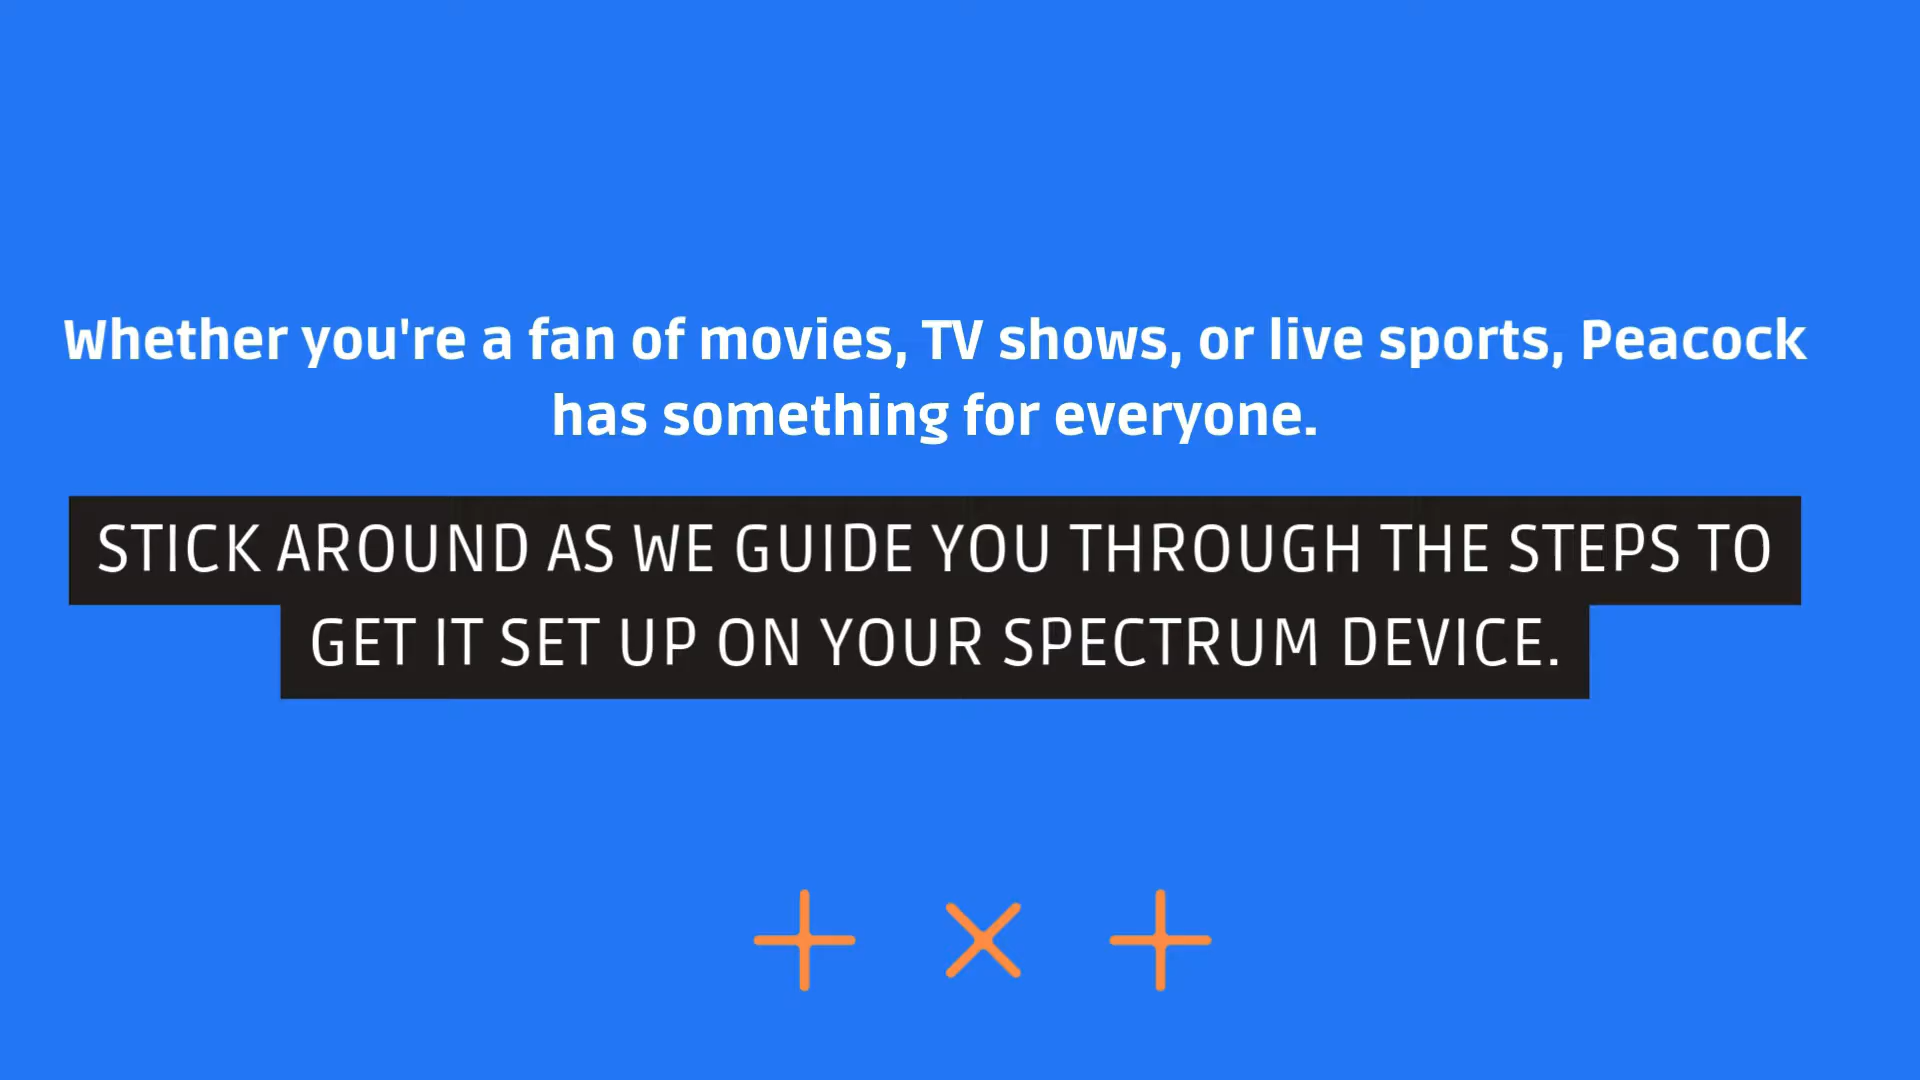 Whether you're a fan of movies, TV shows, or live sports, Peacock
has something for everyone.
STICK AROUND AS WE GUIDE YOU THROUGH THE STEPS TO
GET IT SET UP ON YOUR SPECTRUM DEVICE.